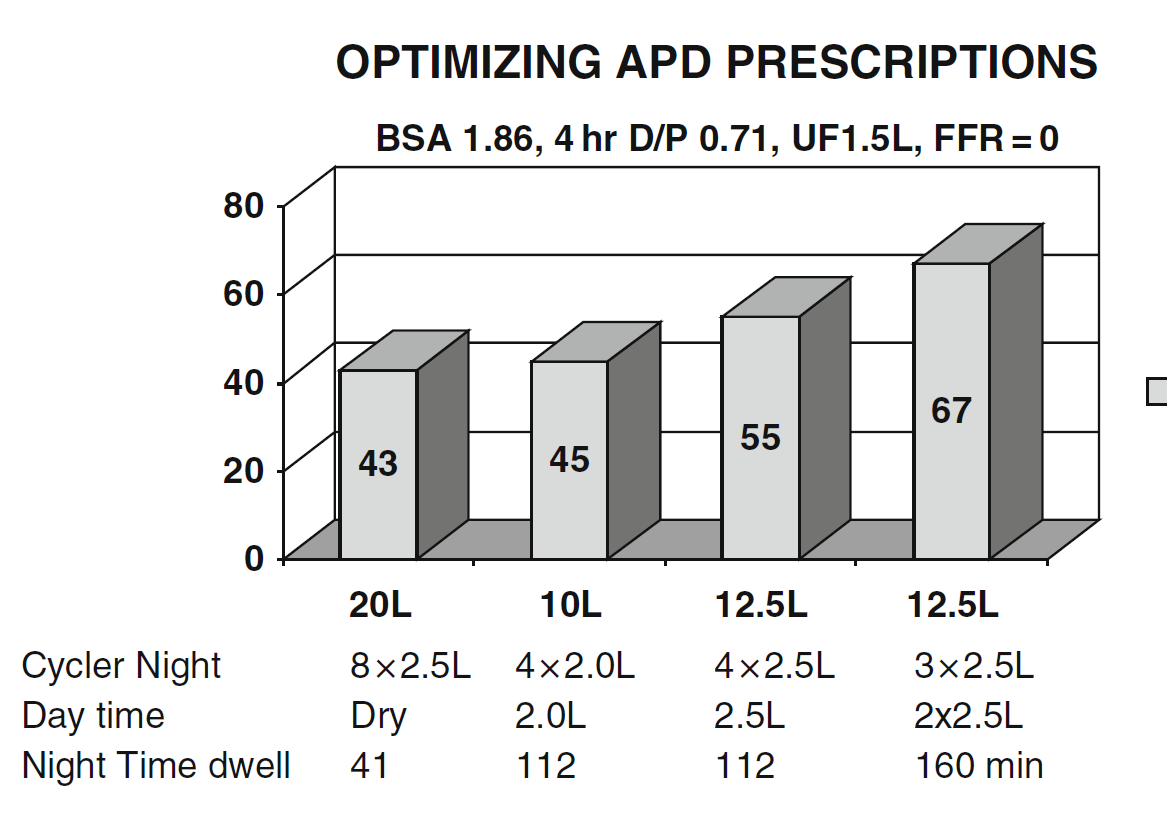 OPTIMIZING APD PRESCRIPTIONS
BSA 1.86, 4 hr D/P 0.71, UF1.5L, FFR = 0
80
60
40
20
0
43
45
55
67
20L 10L 12.5L 12.5L
Cycler Night 8×2.5L 4×2.0L 4×2.5L 3×2.5L
Day time Dry 2.0L 2.5L 2x2.5L
Night Time dwell 41 112 112 160 min